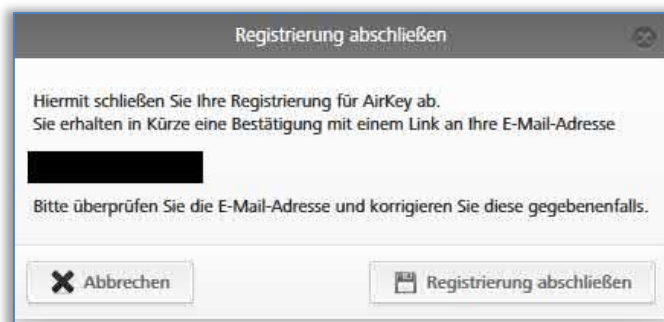 Registrierung abschließen
Hiermit schließen Sie Ihre Registrierung für AirKey ab.
Sie erhalten in Kürze eine Bestätigung mit einem Link an Ihre E-Mail-Adresse
Bitte überprüfen Sie die E-Mail-Adresse und korrigieren Sie diese gegebenenfalls.
Abbrechen
Registrierung abschließen